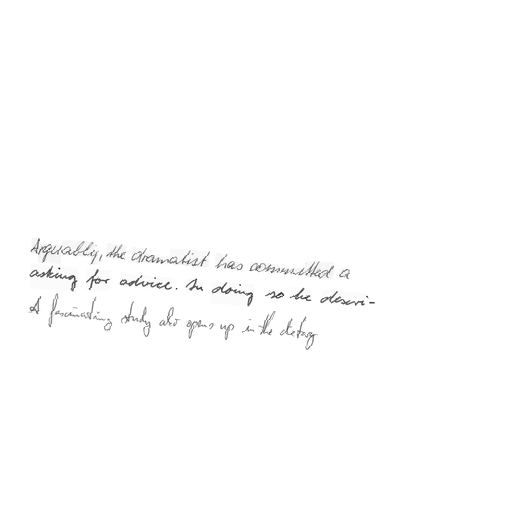 Arguably, the dramatist has committed a
asking for advice. In doing so he descri-
A fascinating study also opens up in the dietary